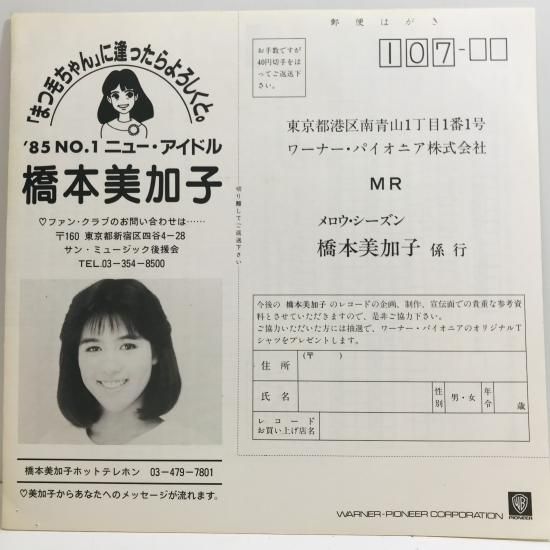 「まつ毛ちゃん」に逢ったらよろしくと。
'85 NO.1 ニュー・アイドル
橋本美加子
♡ファン・クラブのお問い合わせは……
〒160 東京都新宿区四谷4-28
サン・ミュージック後援会
TEL.03-354-8500
橋本美加子ホットテレホン 03-479-7801
♡美加子からあなたへのメッセージが流れます。
切り離してご返送下さい
郵便はがき
お手数ですが
40円切手をは
ってご返送下
さい。
107-
東京都港区南青山1丁目1番1号
ワーナー・パイオニア株式会社
MR
メロウ・シーズン
橋本美加子 係 行
今後の 橋本美加子 のレコードの企画、制作、宣伝面での貴重な参考資
料とさせていただきますので、是非ご協力下さい。
ご協力いただいた方には抽選で、ワーナー・パイオニアのオリジナルT
シャツをプレゼントします。
住所 (〒 )
氏名 性別 男・女 年令 歳
レコード
お買い上げ店名
WARNER-PIONEER CORPORATION
WB
PIONEER